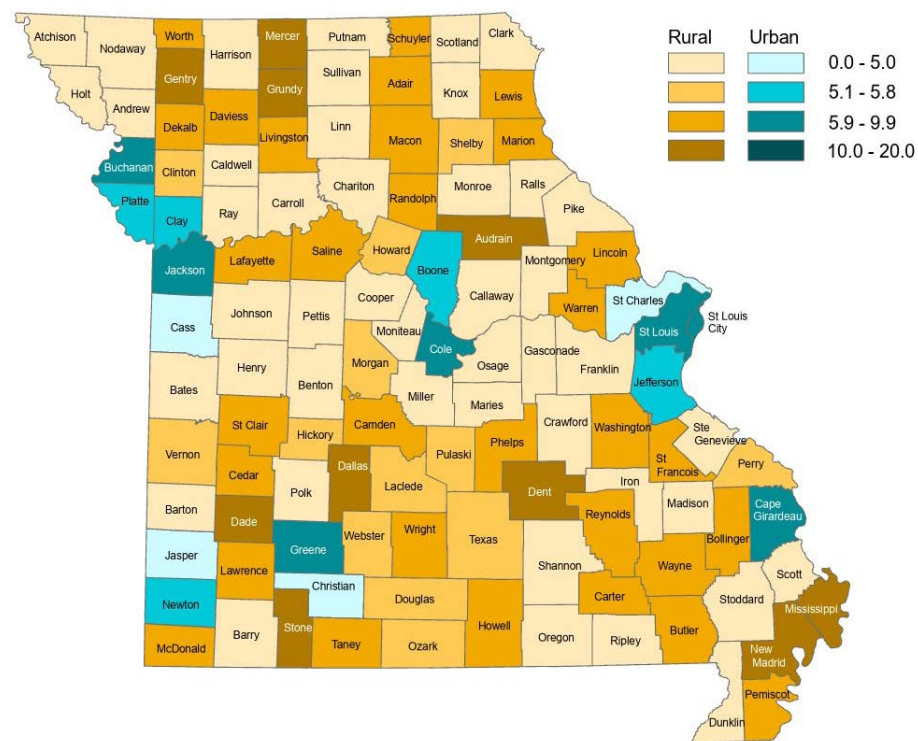 Rural Urban
0.0 - 5.0
5.1 - 5.8
5.9 - 9.9
10.0 - 20.0
Atchison
Nodaway
Worth
Harrison
Mercer
Putnam
Schuyler
Scotland
Clark
Gentry
Sullivan
Adair
Knox
Lewis
Holt
Andrew
Grundy
Dekalb
Daviess
Livingston
Linn
Macon
Shelby
Marion
Buchanan
Clinton
Caldwell
Chariton
Randolph
Monroe
Ralls
Pike
Platte
Clay
Ray
Carroll
Audrain
Jackson
Lafayette
Saline
Howard
Boone
Callaway
Montgomery
Lincoln
Warren
St Charles
St Louis
St Louis
City
Cass
Johnson
Pettis
Cooper
Moniteau
Cole
Osage
Gasconade
Franklin
Jefferson
Bates
Henry
Benton
Morgan
Miller
Maries
Crawford
Washington
Ste
Genevieve
St Clair
Hickory
Camden
Pulaski
Phelps
St
Francois
Perry
Vernon
Cedar
Polk
Dallas
Laclede
Dent
Iron
Madison
Barton
Dade
Reynolds
Bollinger
Cape
Girardeau
Jasper
Greene
Webster
Wright
Texas
Shannon
Wayne
Scott
Lawrence
Christian
Douglas
Carter
Stoddard
Mississippi
Newton
Stone
Howell
Butler
McDonald
Barry
Taney
Ozark
Oregon
Ripley
New
Madrid
Pemiscot
Dunklin